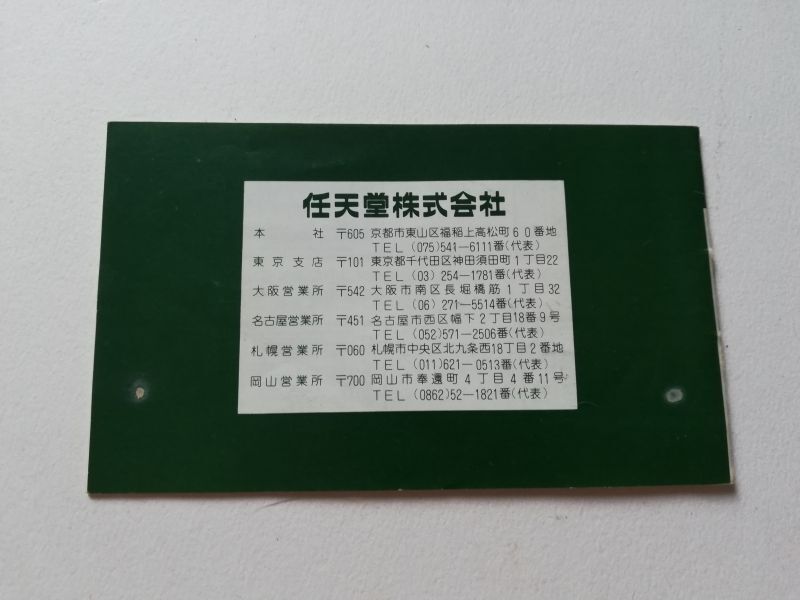 任天堂株式会社
本社 〒605 京都市東山区福稲上高松町60番地
TEL (075)541―6111番(代表)
東京支店 〒101 東京都千代田区神田須田町1丁目22
TEL (03) 254―1781番(代表)
大阪営業所 〒542 大阪市南区長堀橋筋1丁目32
TEL (06) 271―5514番(代表)
名古屋営業所 〒451 名古屋市西区幅下2丁目18番9号
TEL (052)571―2506番(代表)
札幌営業所 〒060 札幌市中央区北九条西18丁目2番地
TEL (011)621―0513番(代表)
岡山営業所 〒700 岡山市奉還町4丁目4番11号
TEL (0862)52―1821番(代表)